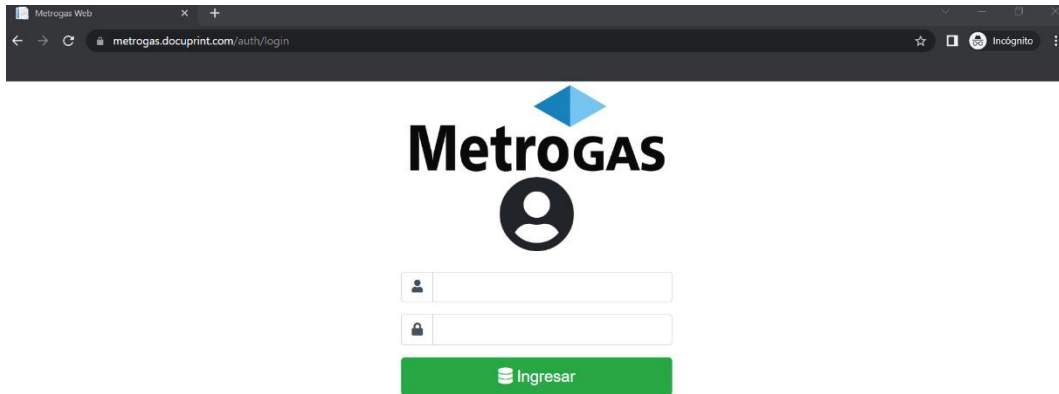 Metrogas Web
metrogas.docuprint.com/auth/login
Incógnito
MetroGAS
Ingresar